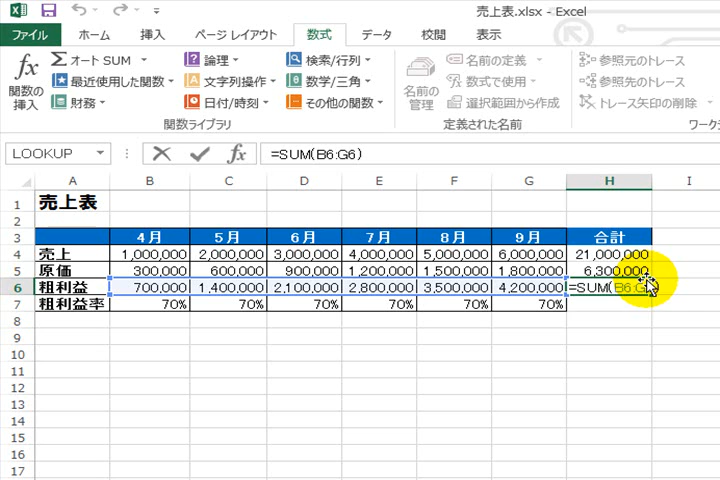 売上表.xlsx - Excel
ファイル ホーム 挿入 ページ レイアウト 数式 データ 校閲 表示
fx 関数の挿入
Σ オート SUM 論理 検索/行列 名前の定義 参照元のトレース
最近使用した関数 文字列操作 数学/三角 数式で使用 参照先のトレース
財務 日付/時刻 その他の関数 名前の管理 選択範囲から作成 トレース矢印の削除
関数ライブラリ 定義された名前 ワークシ
LOOKUP fx =SUM(B6:G6)
A B C D E F G H I
1 売上表
2
3 4月 5月 6月 7月 8月 9月 合計
4 売上 1,000,000 2,000,000 3,000,000 4,000,000 5,000,000 6,000,000 21,000,000
5 原価 300,000 600,000 900,000 1,200,000 1,500,000 1,800,000 6,300,000
6 粗利益 700,000 1,400,000 2,100,000 2,800,000 3,500,000 4,200,000 =SUM(B6:G
7 粗利益率 70% 70% 70% 70% 70% 70%
8
9
10
11
12
13
14
15
16
17